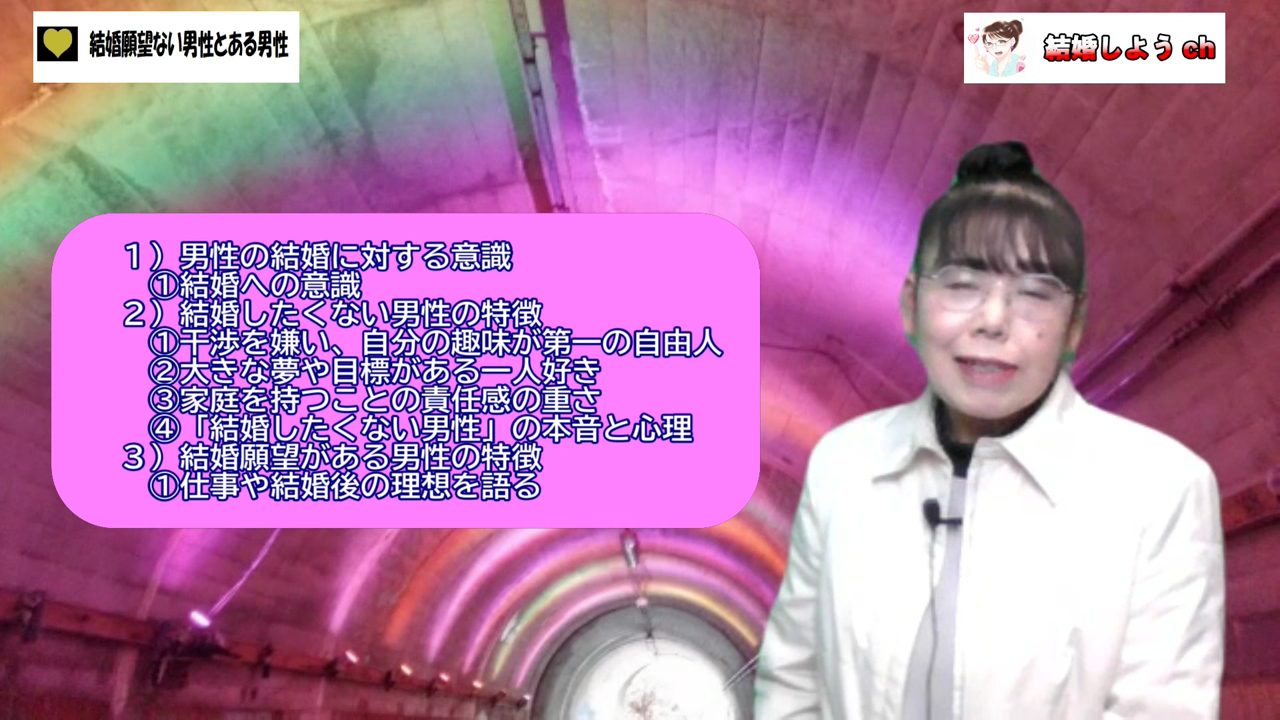 結婚願望ない男性とある男性
結婚しよう ch
１）男性の結婚に対する意識
①結婚への意識
２）結婚したくない男性の特徴
①干渉を嫌い、自分の趣味が第一の自由人
②大きな夢や目標がある一人好き
③家庭を持つことの責任感の重さ
④「結婚したくない男性」の本音と心理
３）結婚願望がある男性の特徴
①仕事や結婚後の理想を語る